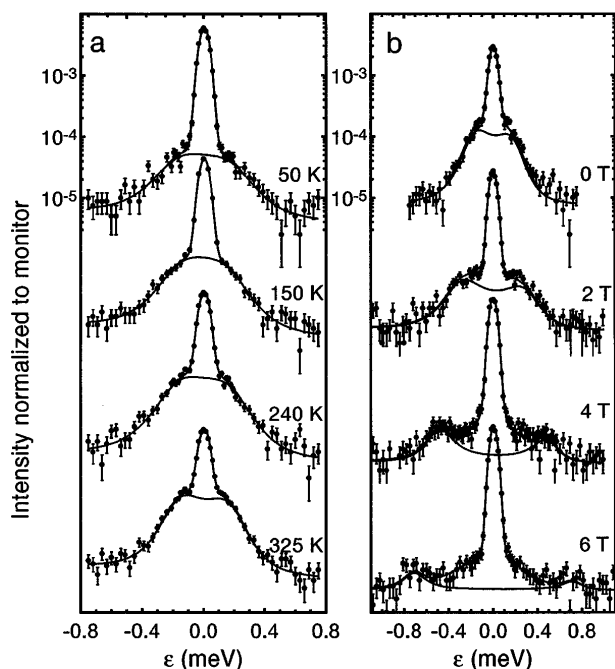 a
b
10⁻³
10⁻⁴
10⁻⁵
10⁻³
10⁻⁴
10⁻⁵
50 K
150 K
240 K
325 K
0 T
2 T
4 T
6 T
Intensity normalized to monitor
-0.8 -0.4 0.0 0.4 0.8
-0.8 -0.4 0.0 0.4 0.8
ε (meV)
ε (meV)